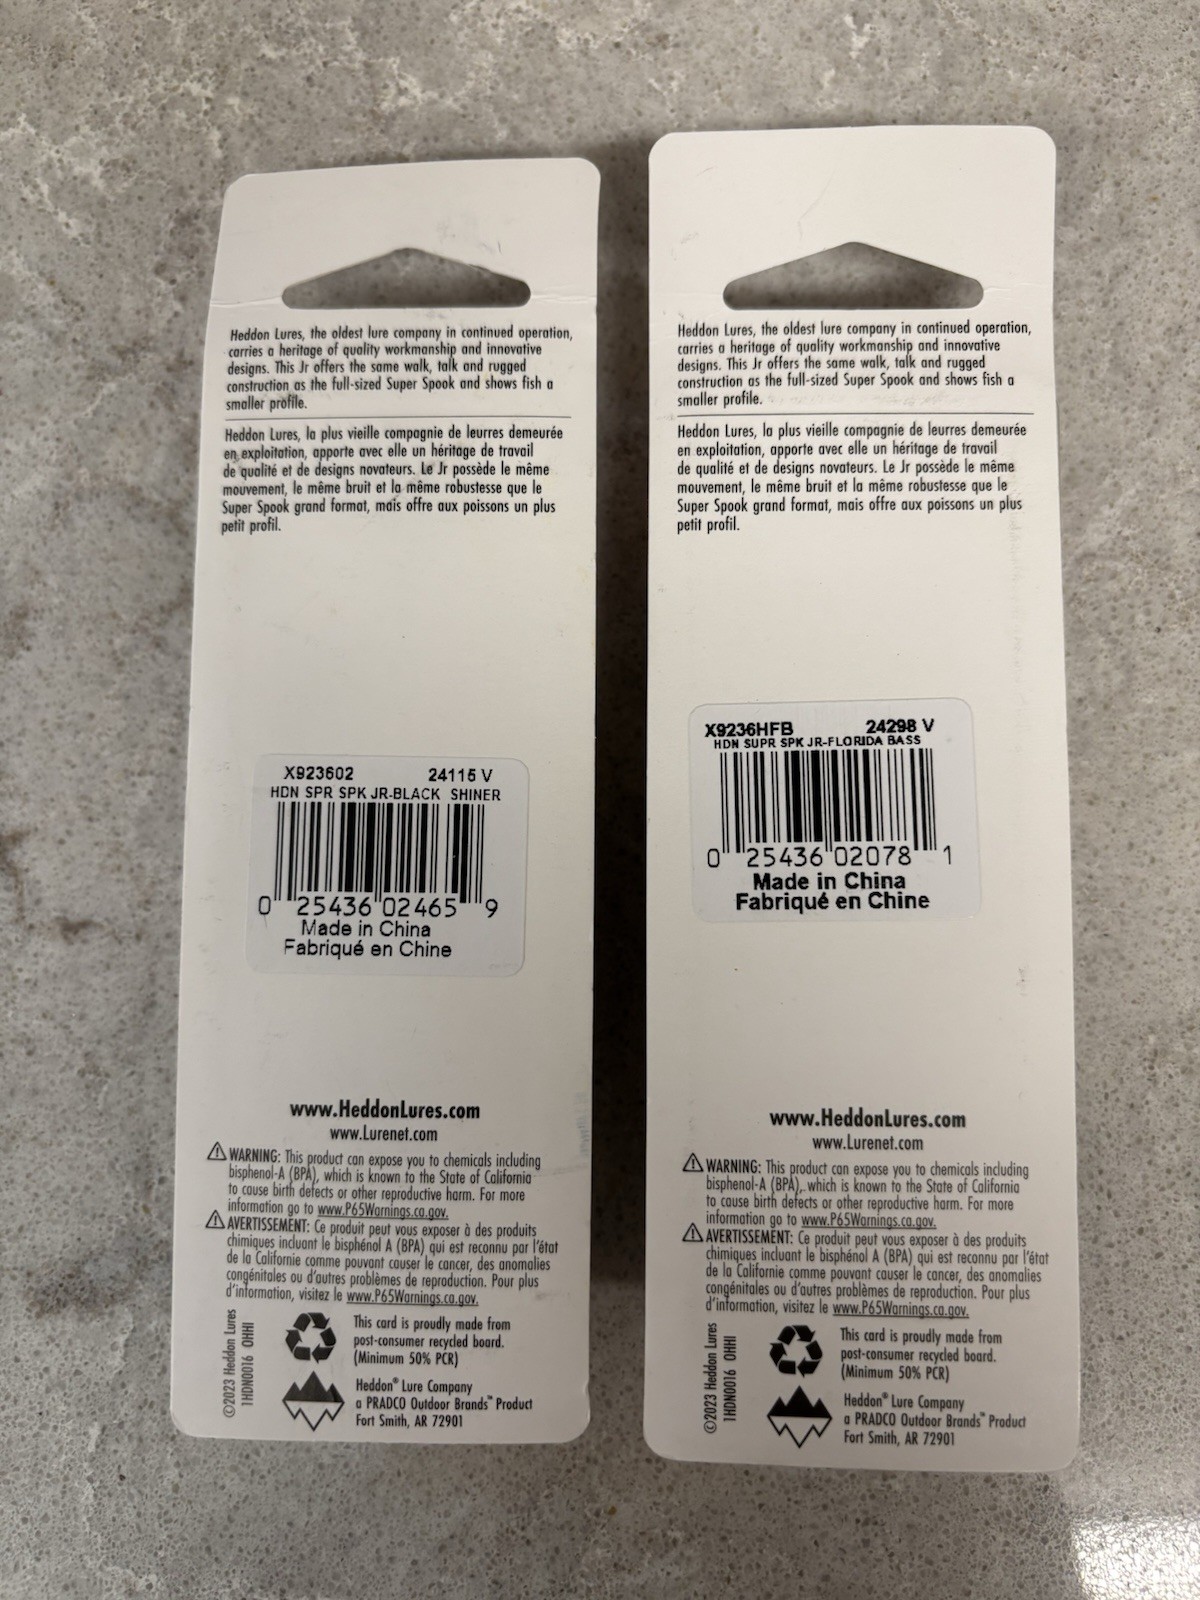 Heddon Lures, the oldest lure company in continued operation,
carries a heritage of quality workmanship and innovative
designs. This Jr offers the same walk, talk and rugged
construction as the full-sized Super Spook and shows fish a
smaller profile.
Heddon Lures, la plus vieille compagnie de leurres demeurée
en exploitation, apporte avec elle un héritage de travail
de qualité et de designs novateurs. Le Jr possède le même
mouvement, le même bruit et la même robustesse que le
Super Spook grand format, mais offre aux poissons un plus
petit profil.
X923602 24115 V
HDN SPR SPK JR-BLACK SHINER
0 25436 02465 9
Made in China
Fabriqué en Chine
www.HeddonLures.com
www.Lurenet.com
WARNING: This product can expose you to chemicals including
bisphenol-A (BPA), which is known to the State of California
to cause birth defects or other reproductive harm. For more
information go to www.P65Warnings.ca.gov.
AVERTISSEMENT: Ce produit peut vous exposer à des produits
chimiques incluant le bisphénol A (BPA) qui est reconnu par l'état
de la Californie comme pouvant causer le cancer, des anomalies
congénitales ou d'autres problèmes de reproduction. Pour plus
d'information, visitez le www.P65Warnings.ca.gov.
©2023 Heddon Lures
1HDN0016 OHHI
This card is proudly made from
post-consumer recycled board.
(Minimum 50% PCR)
Heddon® Lure Company
a PRADCO Outdoor Brands™ Product
Fort Smith, AR 72901
Heddon Lures, the oldest lure company in continued operation,
carries a heritage of quality workmanship and innovative
designs. This Jr offers the same walk, talk and rugged
construction as the full-sized Super Spook and shows fish a
smaller profile.
Heddon Lures, la plus vieille compagnie de leurres demeurée
en exploitation, apporte avec elle un héritage de travail
de qualité et de designs novateurs. Le Jr possède le même
mouvement, le même bruit et la même robustesse que le
Super Spook grand format, mais offre aux poissons un plus
petit profil.
X9236HFB 24298 V
HDN SUPR SPK JR-FLORIDA BASS
0 25436 02078 1
Made in China
Fabriqué en Chine
www.HeddonLures.com
www.Lurenet.com
WARNING: This product can expose you to chemicals including
bisphenol-A (BPA), which is known to the State of California
to cause birth defects or other reproductive harm. For more
information go to www.P65Warnings.ca.gov.
AVERTISSEMENT: Ce produit peut vous exposer à des produits
chimiques incluant le bisphénol A (BPA) qui est reconnu par l'état
de la Californie comme pouvant causer le cancer, des anomalies
congénitales ou d'autres problèmes de reproduction. Pour plus
d'information, visitez le www.P65Warnings.ca.gov.
©2023 Heddon Lures
1HDN0016 OHHI
This card is proudly made from
post-consumer recycled board.
(Minimum 50% PCR)
Heddon® Lure Company
a PRADCO Outdoor Brands™ Product
Fort Smith, AR 72901